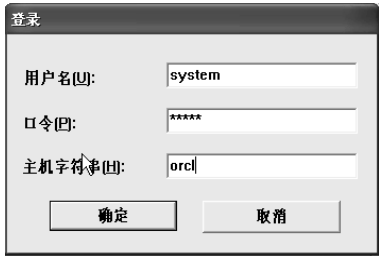 登录
用户名(U): system
口令(P): *****
主机字符串(H): orcl
确定 取消